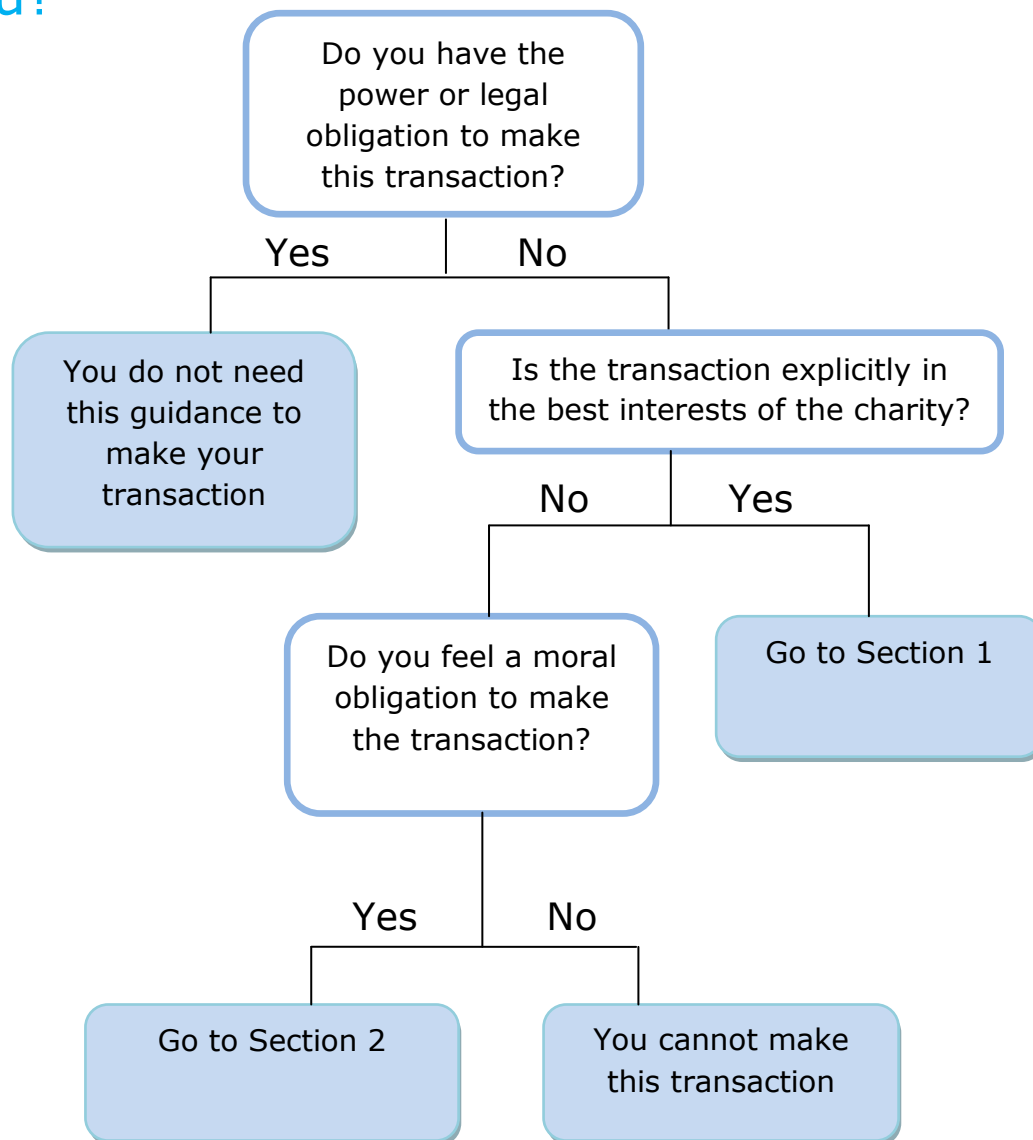 Do you have the
power or legal
obligation to make
this transaction?
Yes
No
You do not need
this guidance to
make your
transaction
Is the transaction explicitly in
the best interests of the charity?
No
Yes
Do you feel a moral
obligation to make
the transaction?
Go to Section 1
Yes
No
Go to Section 2
You cannot make
this transaction